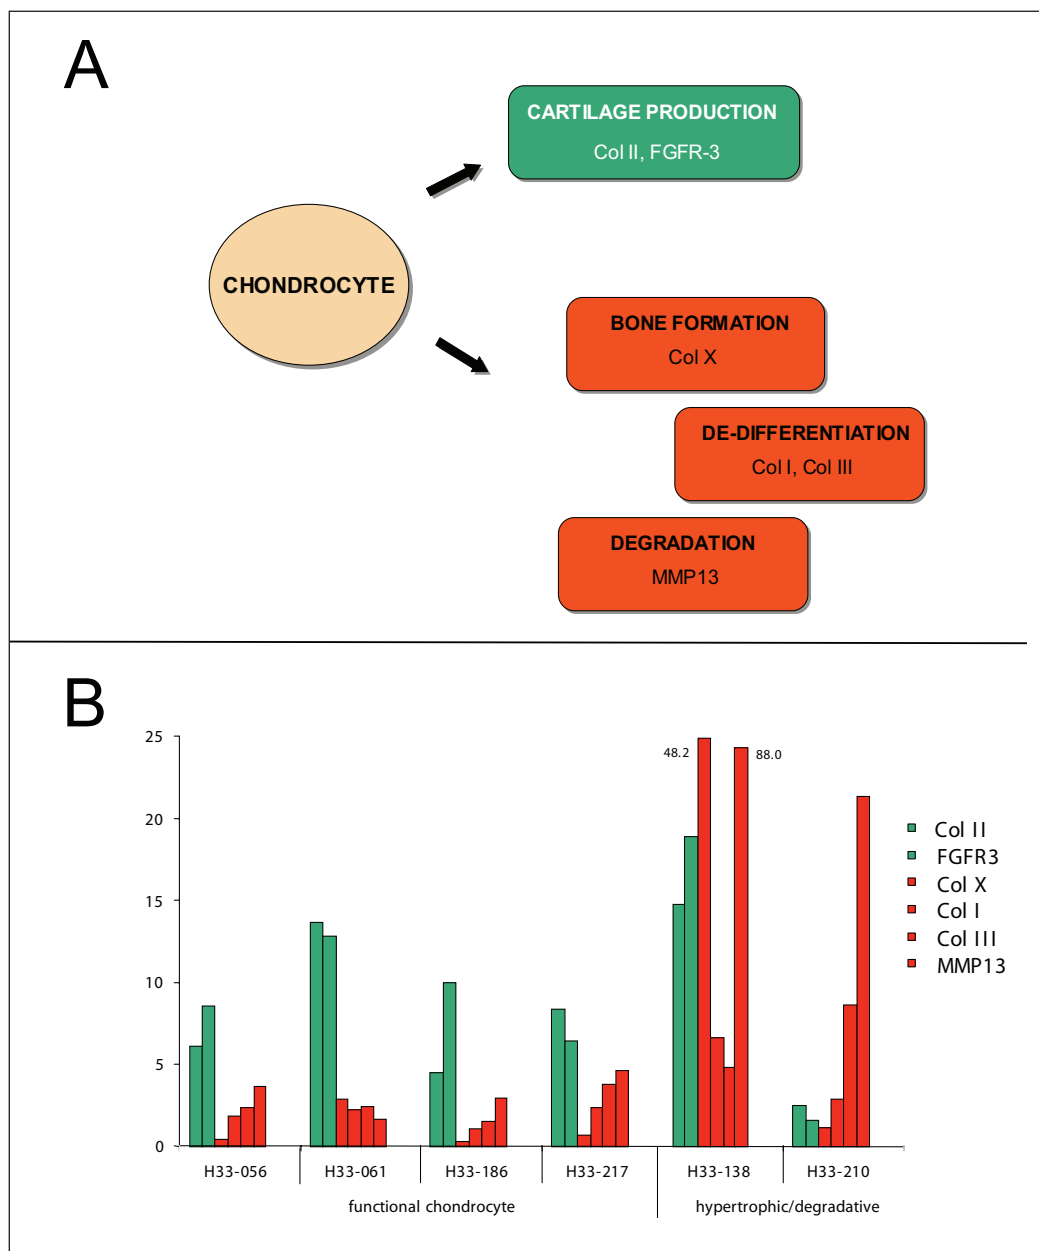 A
CARTILAGE PRODUCTION
Col II, FGFR-3
CHONDROCYTE
BONE FORMATION
Col X
DE-DIFFERENTIATION
Col I, Col III
DEGRADATION
MMP13
B
25
20
15
10
5
0
48.2
88.0
Col II
FGFR3
Col X
Col I
Col III
MMP13
H33-056
H33-061
H33-186
H33-217
H33-138
H33-210
functional chondrocyte
hypertrophic/degradative